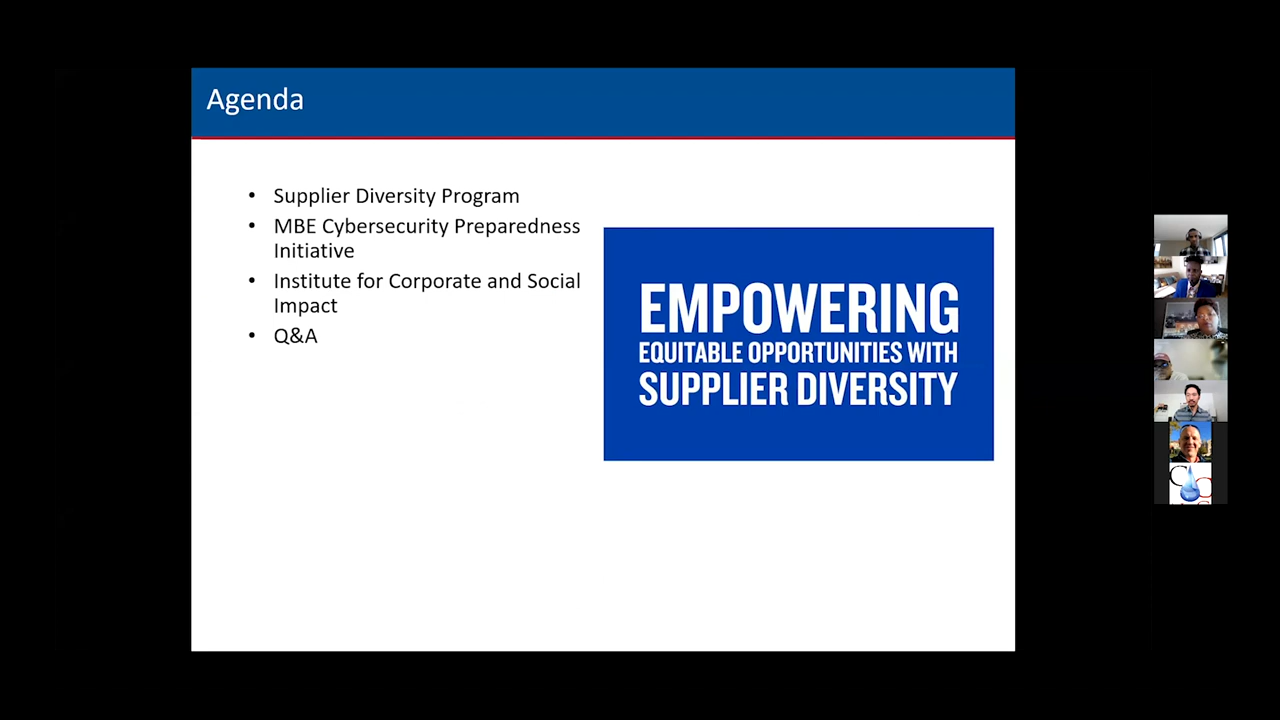 Agenda
• Supplier Diversity Program
• MBE Cybersecurity Preparedness
Initiative
• Institute for Corporate and Social
Impact
• Q&A
EMPOWERING
EQUITABLE OPPORTUNITIES WITH
SUPPLIER DIVERSITY